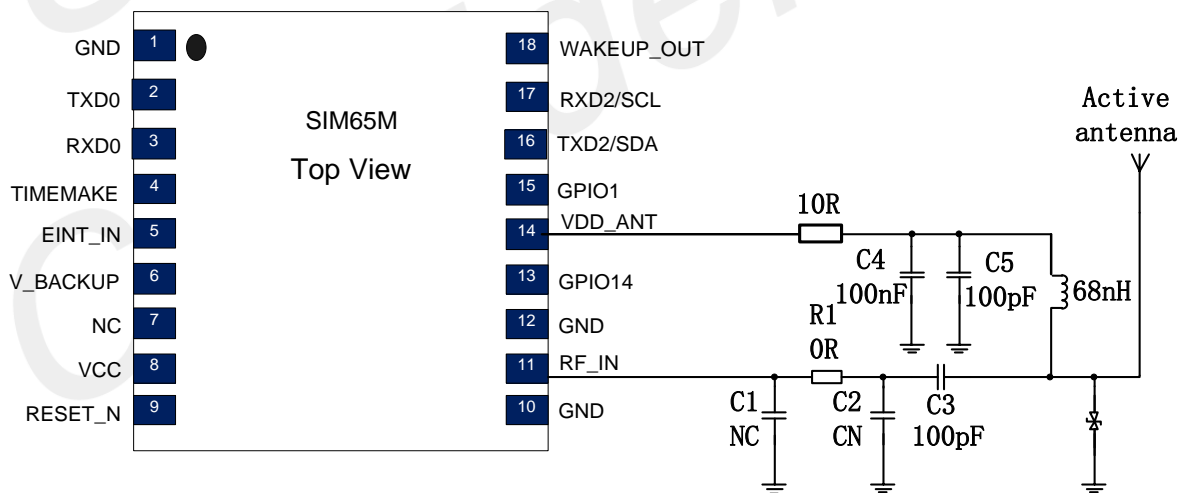 GND
1
TXD0
2
RXD0
3
TIMEMAKE
4
EINT_IN
5
V_BACKUP
6
NC
7
VCC
8
RESET_N
9
SIM65M
Top View
18
WAKEUP_OUT
17
RXD2/SCL
16
TXD2/SDA
15
GPIO1
14
VDD_ANT
13
GPIO14
12
GND
11
RF_IN
10
GND
10R
C4
100nF
C5
100pF
68nH
Active
antenna
R1
0R
C1
NC
C2
CN
C3
100pF